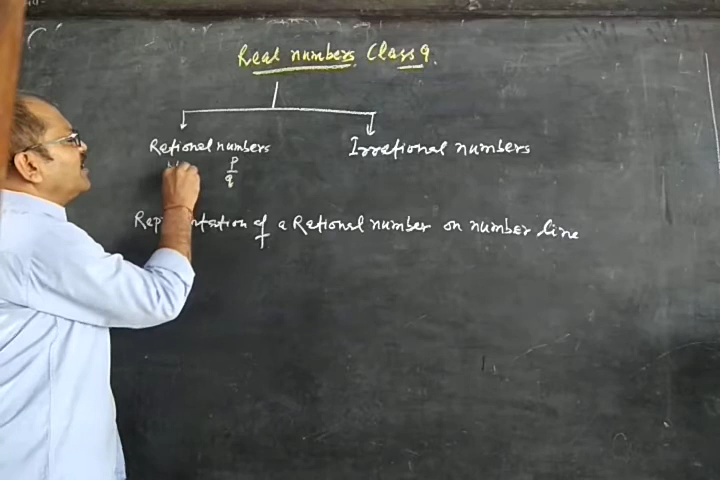 Real numbers Class 9.
Rational numbers
Irrational numbers
p
q
of a Rational number on number line